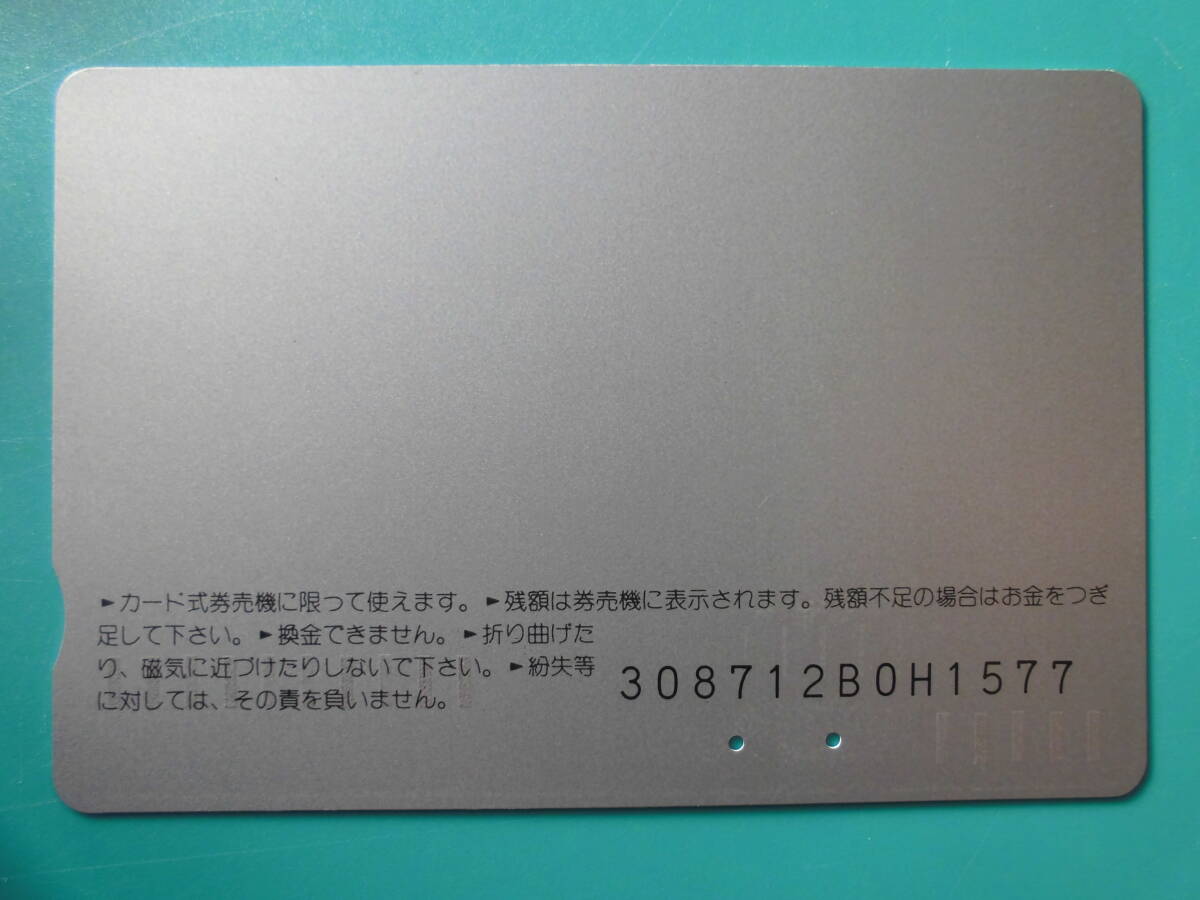 ►カード式券売機に限って使えます。►残額は券売機に表示されます。残額不足の場合はお金をつぎ
足して下さい。►換金できません。►折り曲げた
り、磁気に近づけたりしないで下さい。►紛失等
に対しては、その責を負いません。
308712B0H1577